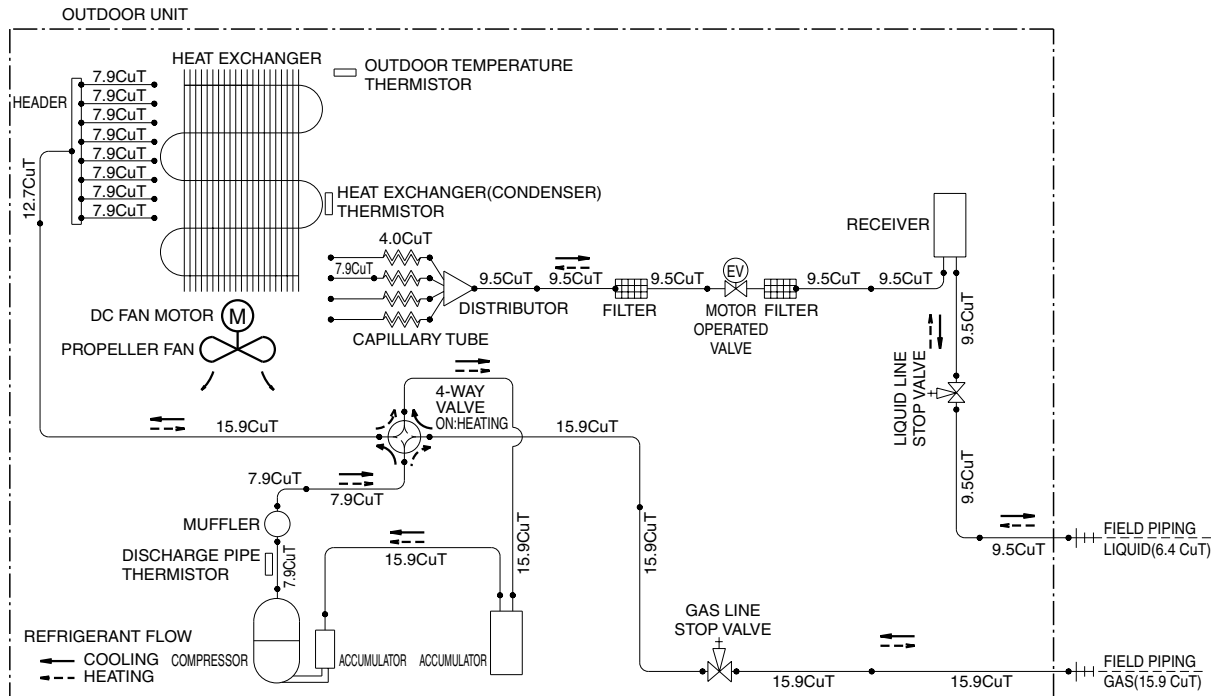 OUTDOOR UNIT
HEAT EXCHANGER
OUTDOOR TEMPERATURE
THERMISTOR
HEADER
7.9CuT
7.9CuT
7.9CuT
7.9CuT
7.9CuT
7.9CuT
7.9CuT
7.9CuT
12.7CuT
HEAT EXCHANGER(CONDENSER)
THERMISTOR
4.0CuT
7.9CuT
CAPILLARY TUBE
DISTRIBUTOR
9.5CuT
9.5CuT
FILTER
9.5CuT
EV
MOTOR
OPERATED
VALVE
FILTER
9.5CuT
9.5CuT
RECEIVER
9.5CuT
LIQUID LINE
STOP VALVE
9.5CuT
9.5CuT
FIELD PIPING
LIQUID(6.4 CuT)
DC FAN MOTOR
M
PROPELLER FAN
4-WAY
VALVE
ON:HEATING
15.9CuT
15.9CuT
7.9CuT
7.9CuT
MUFFLER
DISCHARGE PIPE
THERMISTOR
7.9CuT
15.9CuT
15.9CuT
15.9CuT
GAS LINE
STOP VALVE
15.9CuT
15.9CuT
FIELD PIPING
GAS(15.9 CuT)
REFRIGERANT FLOW
COOLING
HEATING
COMPRESSOR
ACCUMULATOR
ACCUMULATOR